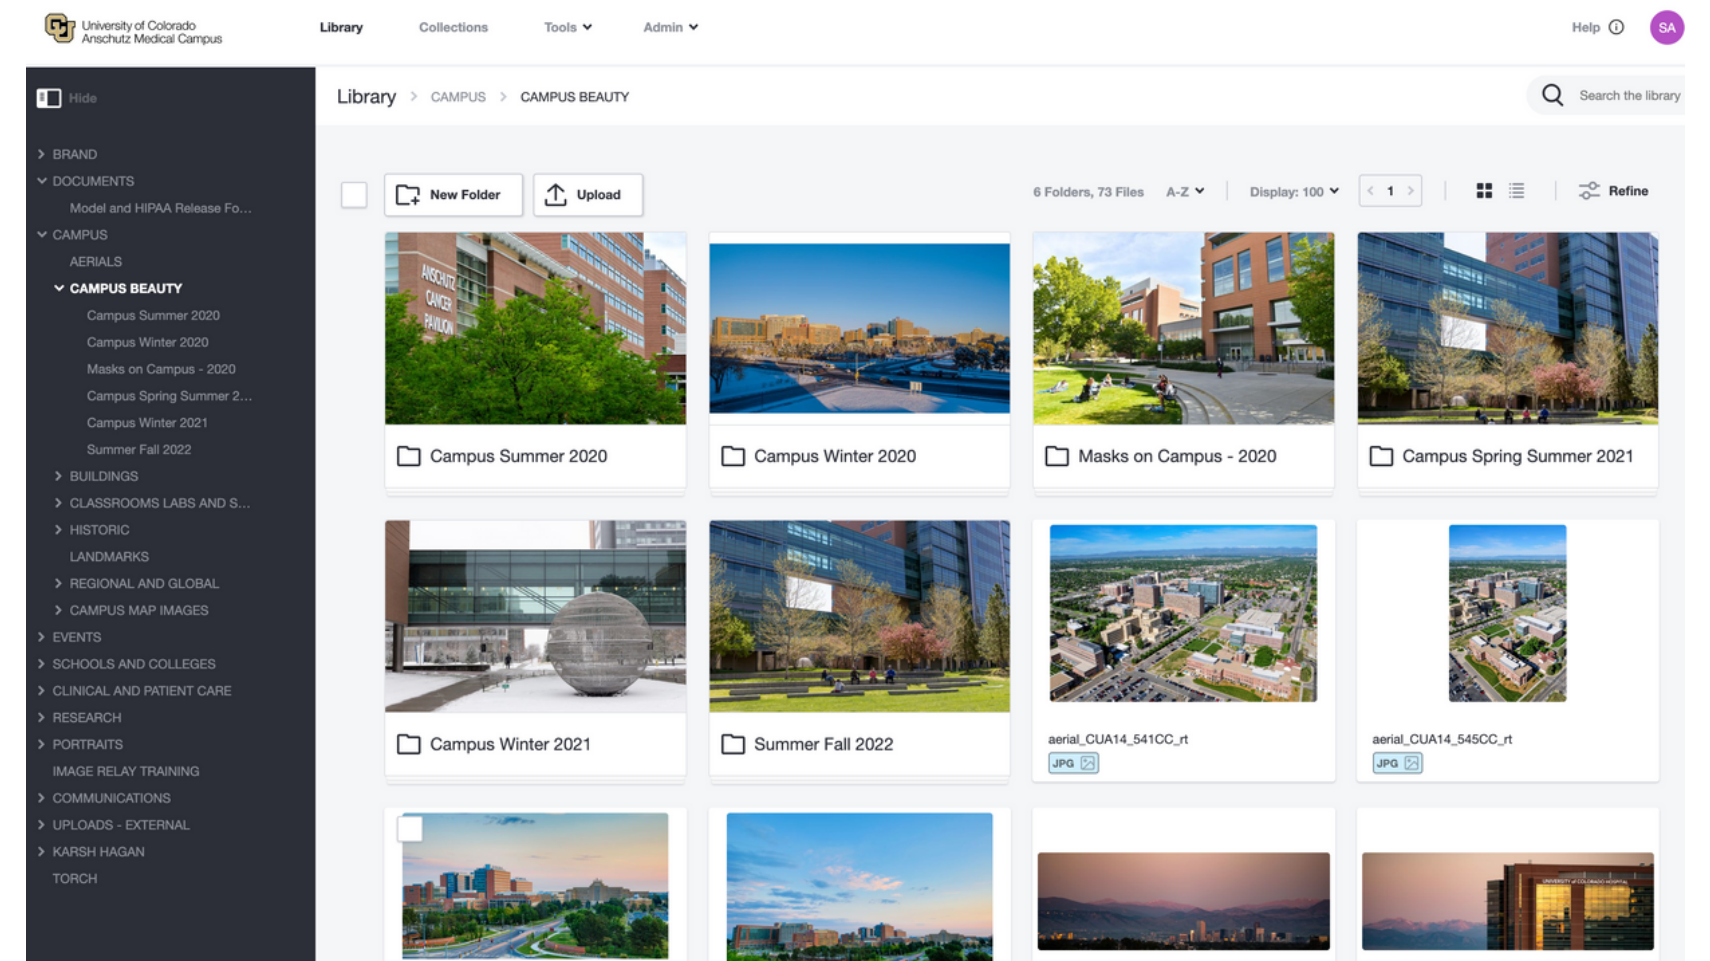 University of Colorado
Anschutz Medical Campus
Library
Collections
Tools
Admin
Help
SA
Hide
Library > CAMPUS > CAMPUS BEAUTY
Search the library
BRAND
DOCUMENTS
Model and HIPAA Release Fo...
CAMPUS
AERIALS
CAMPUS BEAUTY
Campus Summer 2020
Campus Winter 2020
Masks on Campus - 2020
Campus Spring Summer 2...
Campus Winter 2021
Summer Fall 2022
BUILDINGS
CLASSROOMS LABS AND S...
HISTORIC
LANDMARKS
REGIONAL AND GLOBAL
CAMPUS MAP IMAGES
EVENTS
SCHOOLS AND COLLEGES
CLINICAL AND PATIENT CARE
RESEARCH
PORTRAITS
IMAGE RELAY TRAINING
COMMUNICATIONS
UPLOADS - EXTERNAL
KARSH HAGAN
TORCH
New Folder
Upload
6 Folders, 73 Files
A-Z
Display: 100
< 1 >
Refine
ANSCHUTZ
CANCER
PAVILION
Campus Summer 2020
Campus Winter 2020
Masks on Campus - 2020
Campus Spring Summer 2021
Campus Winter 2021
Summer Fall 2022
aerial_CUA14_541CC_rt
JPG
aerial_CUA14_545CC_rt
JPG
UNIVERSITY of COLORADO HOSPITAL